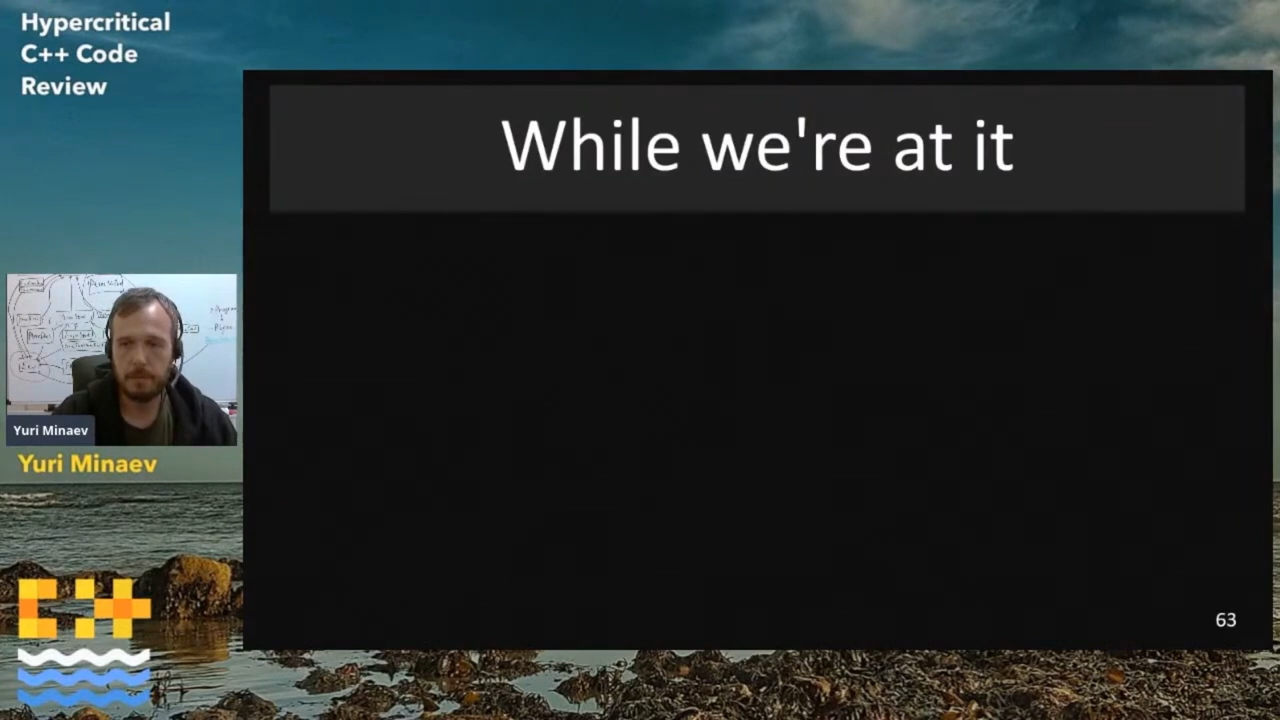 Hypercritical
C++ Code
Review
While we're at it
Yuri Minaev
Yuri Minaev
63